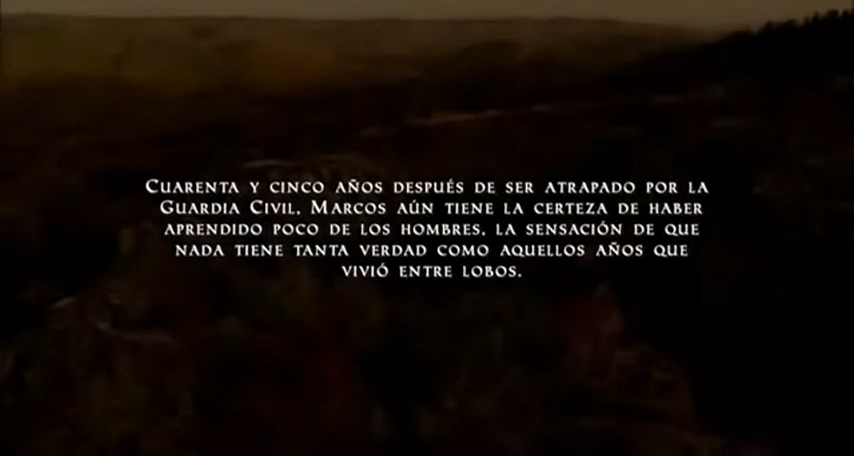 Cuarenta y cinco años después de ser atrapado por la
Guardia Civil, Marcos aún tiene la certeza de haber
aprendido poco de los hombres, la sensación de que
nada tiene tanta verdad como aquellos años que
vivió entre lobos.